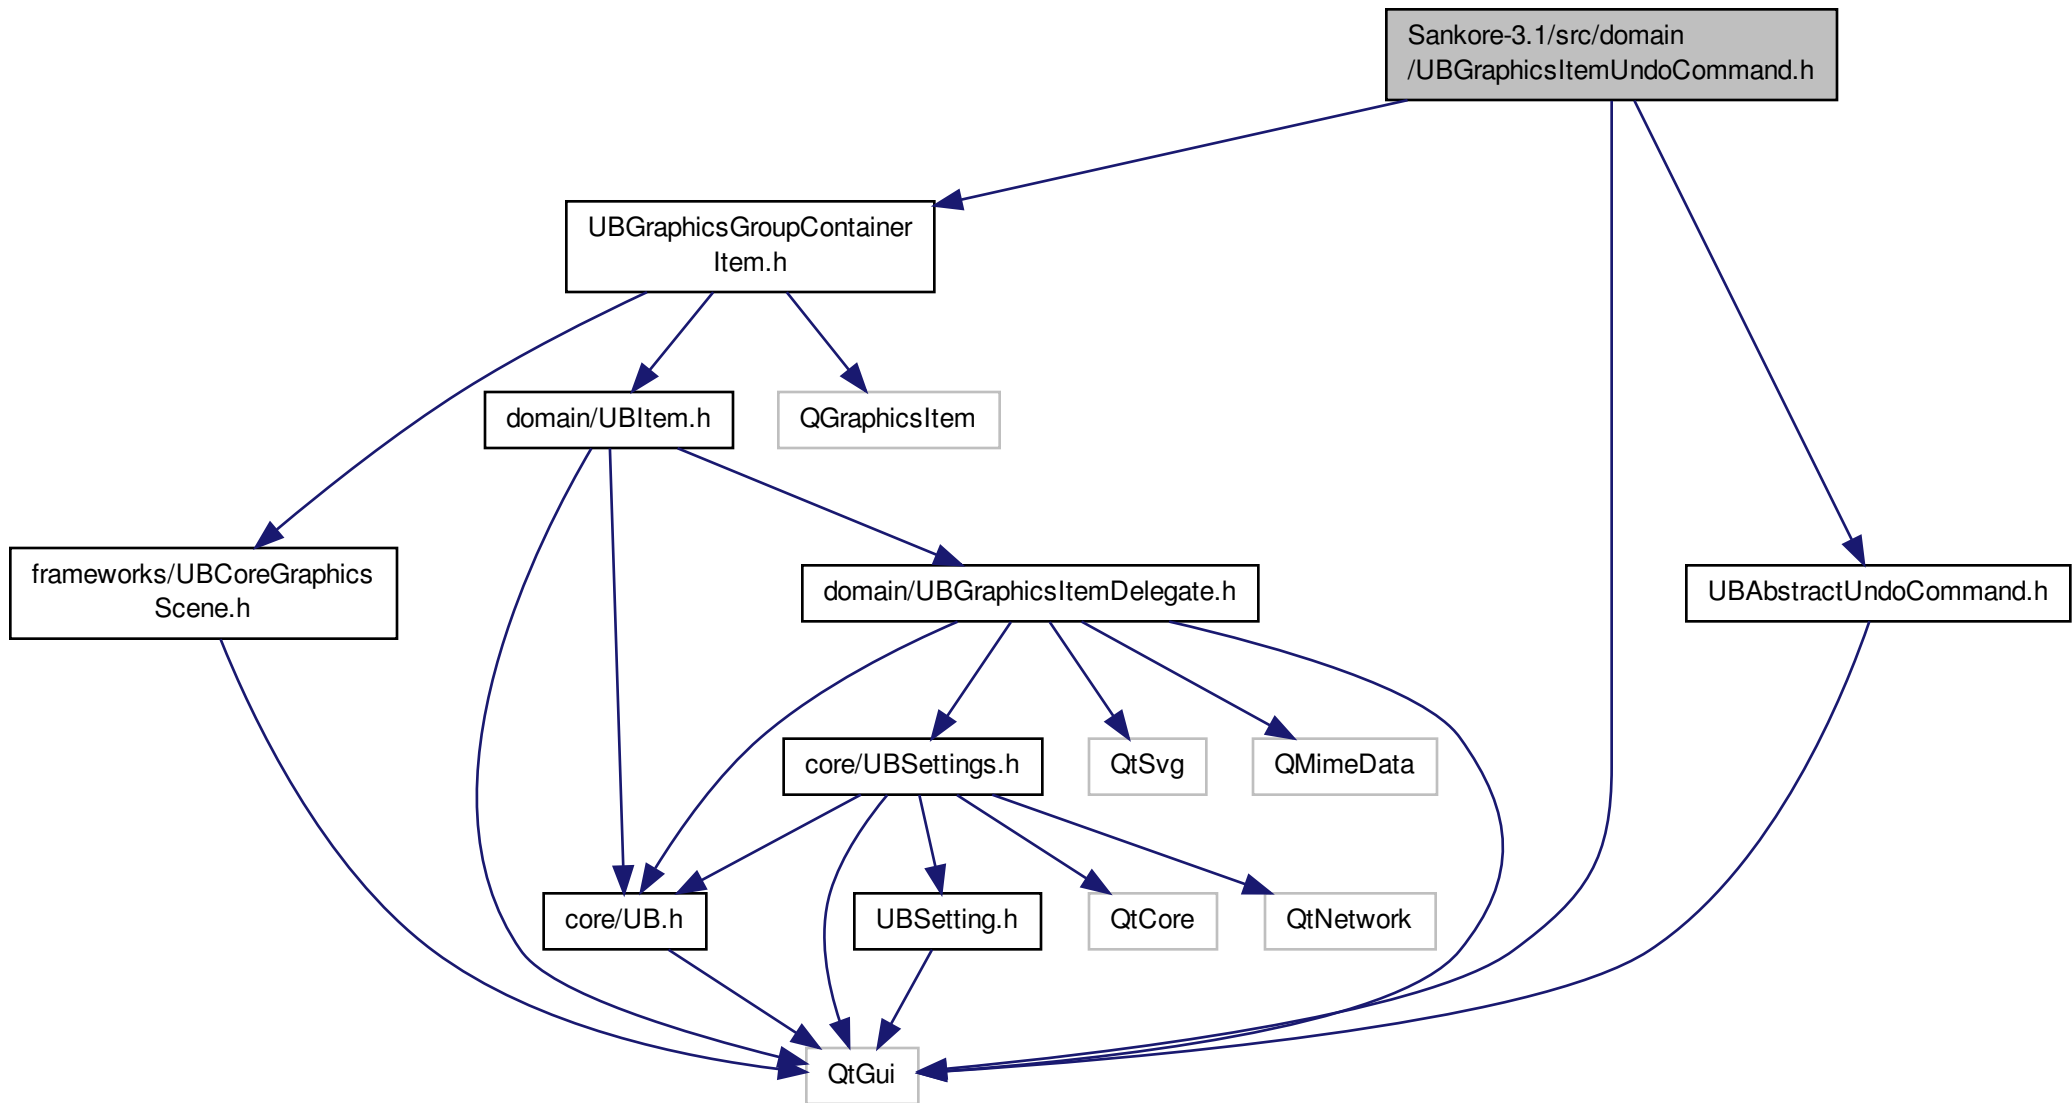 Sankore-3.1/src/domain
/UBGraphicsItemUndoCommand.h
UBGraphicsGroupContainer
Item.h
domain/UBItem.h
QGraphicsItem
frameworks/UBCoreGraphics
Scene.h
domain/UBGraphicsItemDelegate.h
UBAbstractUndoCommand.h
core/UBSettings.h
QtSvg
QMimeData
core/UB.h
UBSetting.h
QtCore
QtNetwork
QtGui